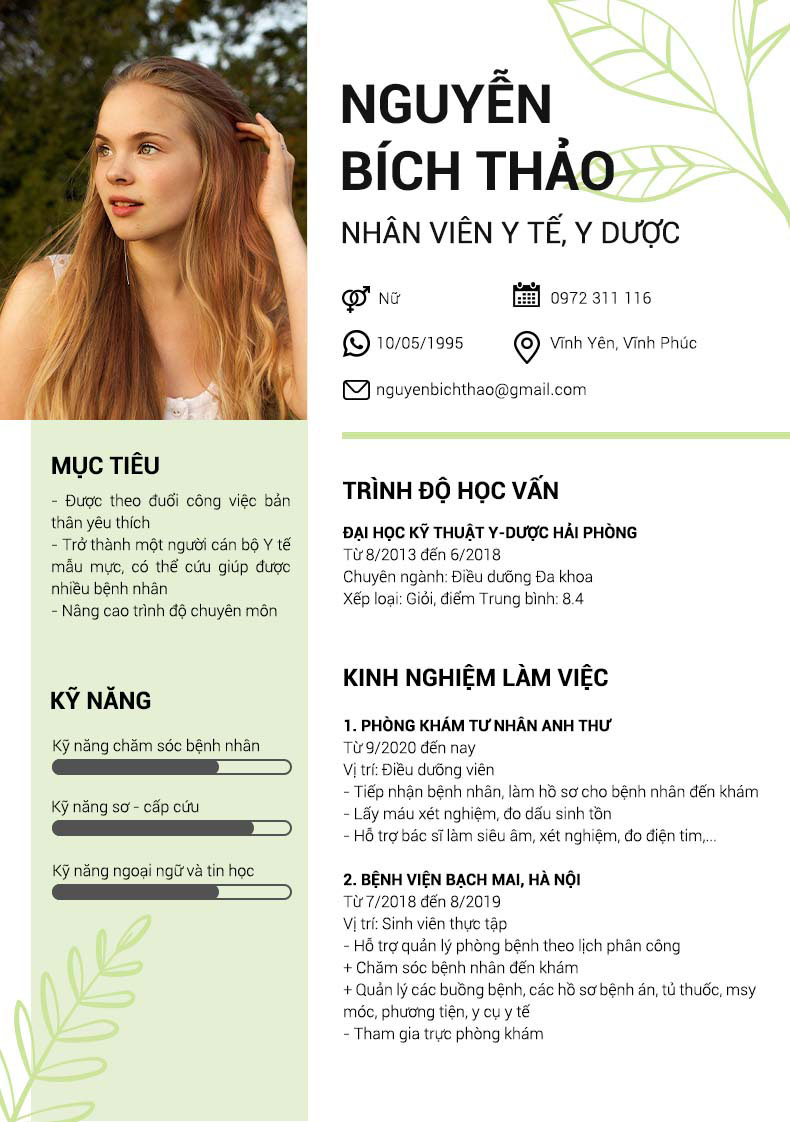 NGUYỄN
BÍCH THẢO
NHÂN VIÊN Y TẾ, Y DƯỢC
Nữ
0972 311 116
10/05/1995
Vĩnh Yên, Vĩnh Phúc
nguyenbichthao@gmail.com
MỤC TIÊU
- Được theo đuổi công việc bản
thân yêu thích
- Trở thành một người cán bộ Y tế
mẫu mực, có thể cứu giúp được
nhiều bệnh nhân
- Nâng cao trình độ chuyên môn
KỸ NĂNG
Kỹ năng chăm sóc bệnh nhân
Kỹ năng sơ - cấp cứu
Kỹ năng ngoại ngữ và tin học
TRÌNH ĐỘ HỌC VẤN
ĐẠI HỌC KỸ THUẬT Y-DƯỢC HẢI PHÒNG
Từ 8/2013 đến 6/2018
Chuyên ngành: Điều dưỡng Đa khoa
Xếp loại: Giỏi, điểm Trung bình: 8.4
KINH NGHIỆM LÀM VIỆC
1. PHÒNG KHÁM TƯ NHÂN ANH THƯ
Từ 9/2020 đến nay
Vị trí: Điều dưỡng viên
- Tiếp nhận bệnh nhân, làm hồ sơ cho bệnh nhân đến khám
- Lấy máu xét nghiệm, đo dấu sinh tồn
- Hỗ trợ bác sĩ làm siêu âm, xét nghiệm, đo điện tim,...
2. BỆNH VIỆN BẠCH MAI, HÀ NỘI
Từ 7/2018 đến 8/2019
Vị trí: Sinh viên thực tập
- Hỗ trợ quản lý phòng bệnh theo lịch phân công
+ Chăm sóc bệnh nhân đến khám
+ Quản lý các buồng bệnh, các hồ sơ bệnh án, tủ thuốc, msy
móc, phương tiện, y cụ y tế
- Tham gia trực phòng khám